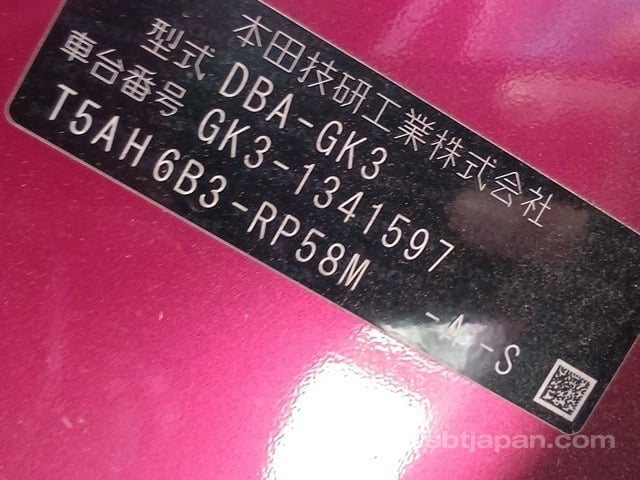 本田技研工業株式会社
型式 DBA-GK3
車台番号 GK3-1341597
T5AH6B3-RP58M
-A -S
sbtjapan.com